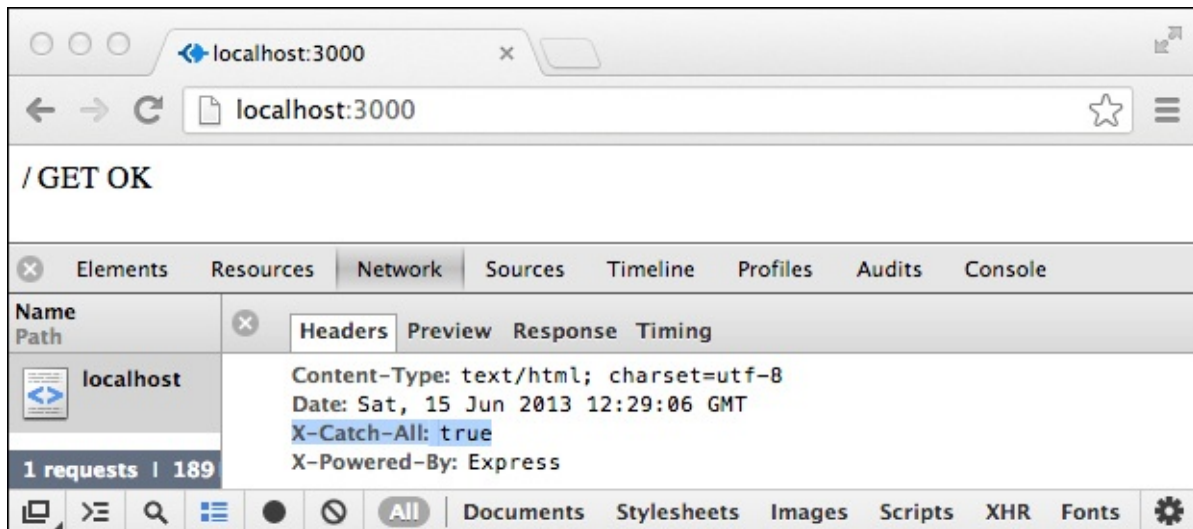 localhost:3000
localhost:3000
/ GET OK
Elements Resources Network Sources Timeline Profiles Audits Console
Name
Path
Headers Preview Response Timing
localhost
Content-Type: text/html; charset=utf-8
Date: Sat, 15 Jun 2013 12:29:06 GMT
X-Catch-All: true
X-Powered-By: Express
1 requests | 189
All Documents Stylesheets Images Scripts XHR Fonts